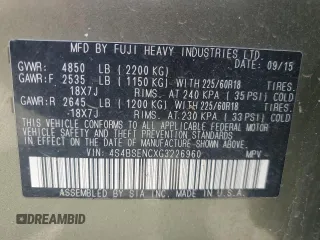 MFD BY FUJI HEAVY INDUSTRIES LTD.
DATE: 09/15
GVWR: 4850 LB (2200 KG)
GAWR:F 2535 LB (1150 KG) WITH 225/60R18 TIRES.
18X7J RIMS. AT 240 KPA (35 PSI) COLD
GAWR:R 2645 LB (1200 KG) WITH 225/60R18 TIRES.
18X7J RIMS. AT 230 KPA (33 PSI) COLD
THIS VEHICLE CONFORMS TO ALL APPLICABLE
FEDERAL MOTOR VEHICLE SAFETY
STANDARDS IN EFFECT ON THE DATE OF
MANUFACTURE SHOWN ABOVE.
VIN: 4S4BSENCXG3226960 MPV
ASSEMBLED BY SIA MADE IN U.S.A.
DREAMBID